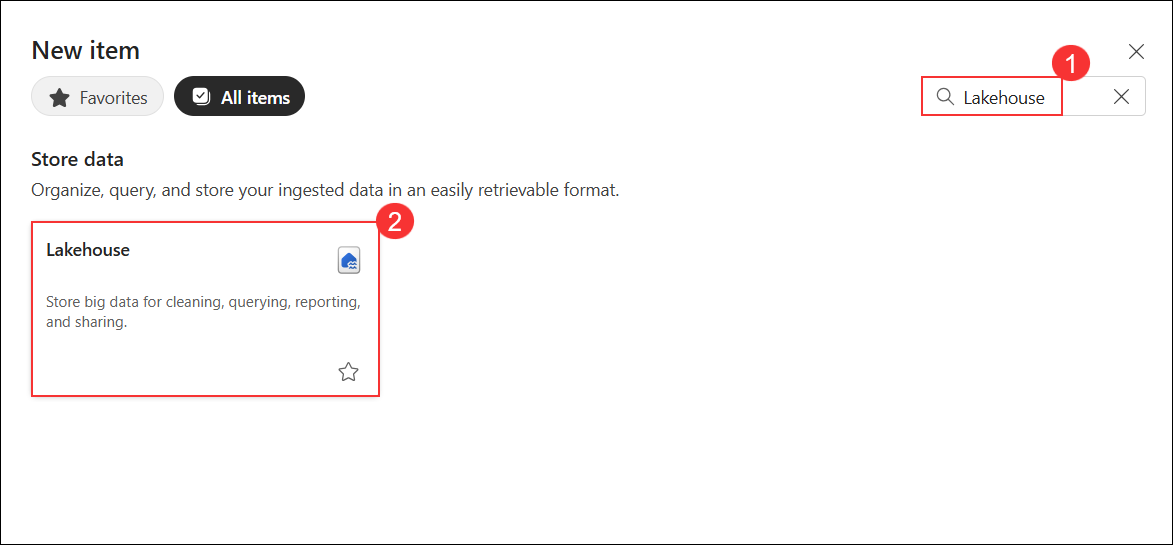 New item
1
Favorites
All items
Lakehouse
Store data
Organize, query, and store your ingested data in an easily retrievable format.
2
Lakehouse
Store big data for cleaning, querying, reporting,
and sharing.